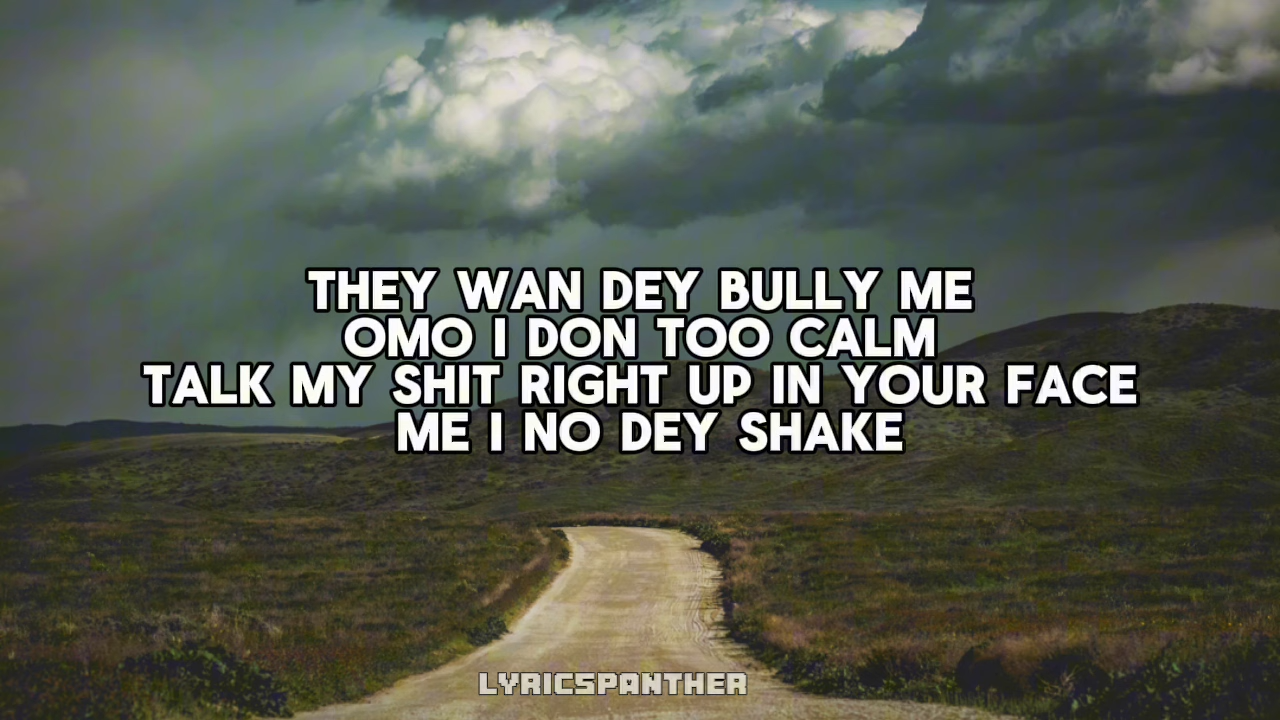 THEY WAN DEY BULLY ME
OMO I DON TOO CALM
TALK MY SHIT RIGHT UP IN YOUR FACE
ME I NO DEY SHAKE
LYRICSPANTHER